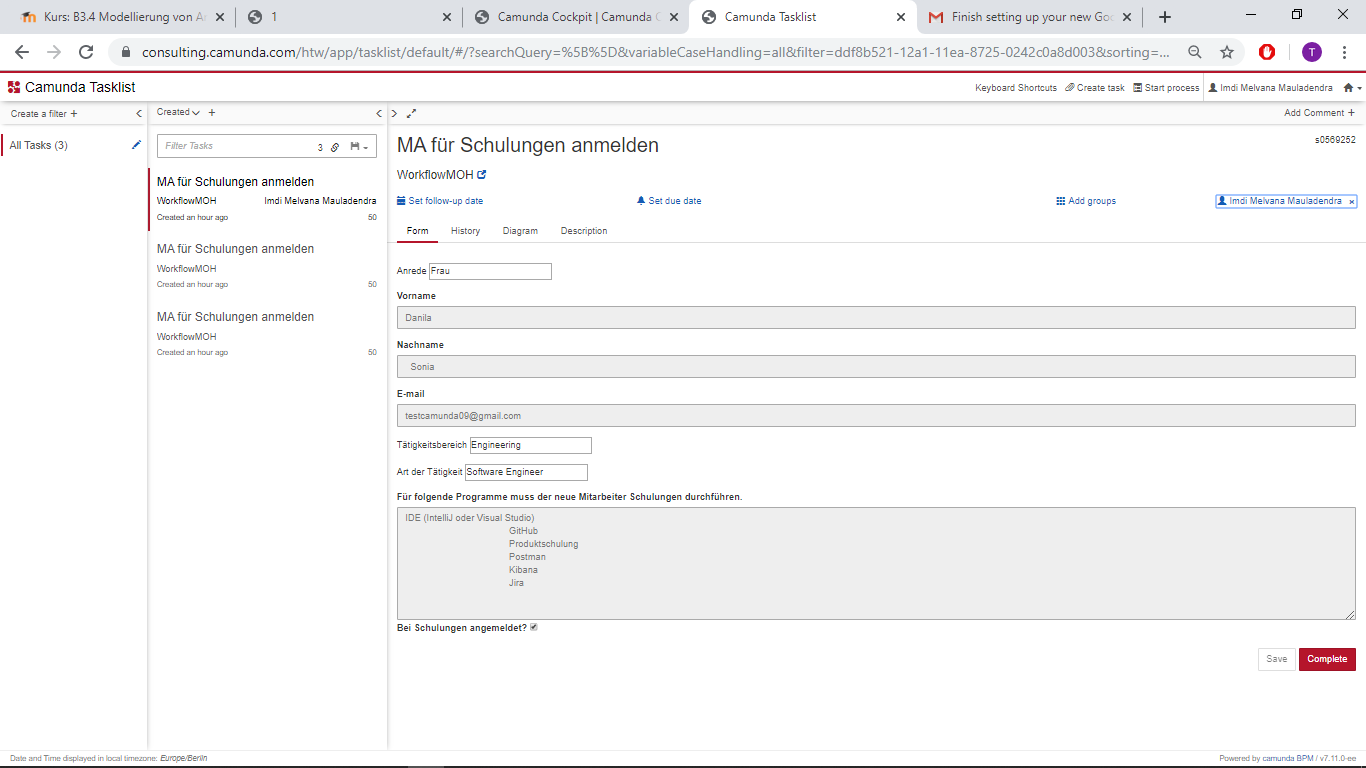 Kurs: B3.4 Modellierung von A
1
Camunda Cockpit | Camunda C
Camunda Tasklist
Finish setting up your new Goo
consulting.camunda.com/htw/app/tasklist/default/#/?searchQuery=%5B%5D&variableCaseHandling=all&filter=ddf8b521-12a1-11ea-8725-0242c0a8d003&sorting=...
T
Camunda Tasklist
Keyboard Shortcuts
Create task
Start process
Imdi Melvana Mauladendra
Create a filter +
Created
Add Comment +
All Tasks (3)
Filter Tasks
3
MA für Schulungen anmelden
WorkflowMOH
Imdi Melvana Mauladendra
Created an hour ago
50
MA für Schulungen anmelden
WorkflowMOH
Created an hour ago
50
MA für Schulungen anmelden
WorkflowMOH
Created an hour ago
50
MA für Schulungen anmelden
s0569252
WorkflowMOH
Set follow-up date
Set due date
Add groups
Imdi Melvana Mauladendra ×
Form
History
Diagram
Description
Anrede Frau
Vorname
Danila
Nachname
Sonia
E-mail
testcamunda09@gmail.com
Tätigkeitsbereich Engineering
Art der Tätigkeit Software Engineer
Für folgende Programme muss der neue Mitarbeiter Schulungen durchführen.
IDE (IntelliJ oder Visual Studio)
GitHub
Produktschulung
Postman
Kibana
Jira
Bei Schulungen angemeldet?
Save
Complete
Date and Time displayed in local timezone: Europe/Berlin
Powered by camunda BPM / v7.11.0-ee